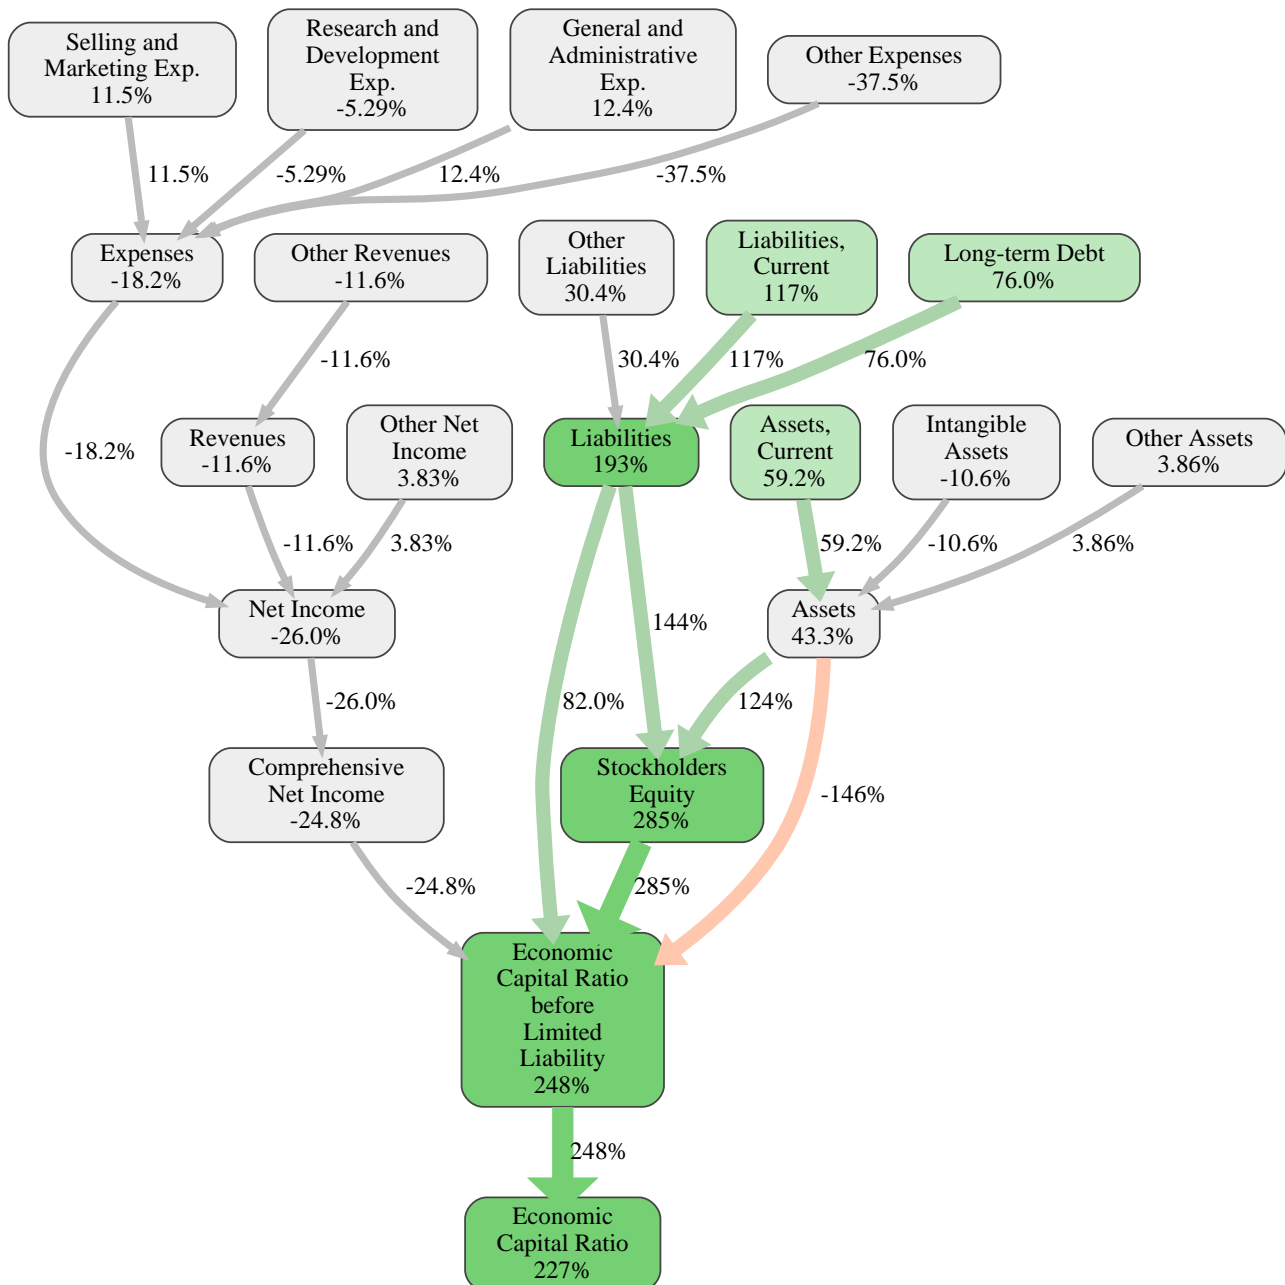 Selling and
Marketing Exp.
11.5%
Research and
Development
Exp.
-5.29%
General and
Administrative
Exp.
12.4%
Other Expenses
-37.5%
11.5%
-5.29%
12.4%
-37.5%
Expenses
-18.2%
Other Revenues
-11.6%
Other
Liabilities
30.4%
Liabilities,
Current
117%
Long-term Debt
76.0%
-11.6%
30.4%
117%
76.0%
-18.2%
Revenues
-11.6%
Other Net
Income
3.83%
Liabilities
193%
Assets,
Current
59.2%
Intangible
Assets
-10.6%
Other Assets
3.86%
-11.6%
3.83%
59.2%
-10.6%
3.86%
Net Income
-26.0%
144%
Assets
43.3%
-26.0%
82.0%
124%
Comprehensive
Net Income
-24.8%
Stockholders
Equity
285%
-146%
-24.8%
285%
Economic
Capital Ratio
before
Limited
Liability
248%
248%
Economic
Capital Ratio
227%